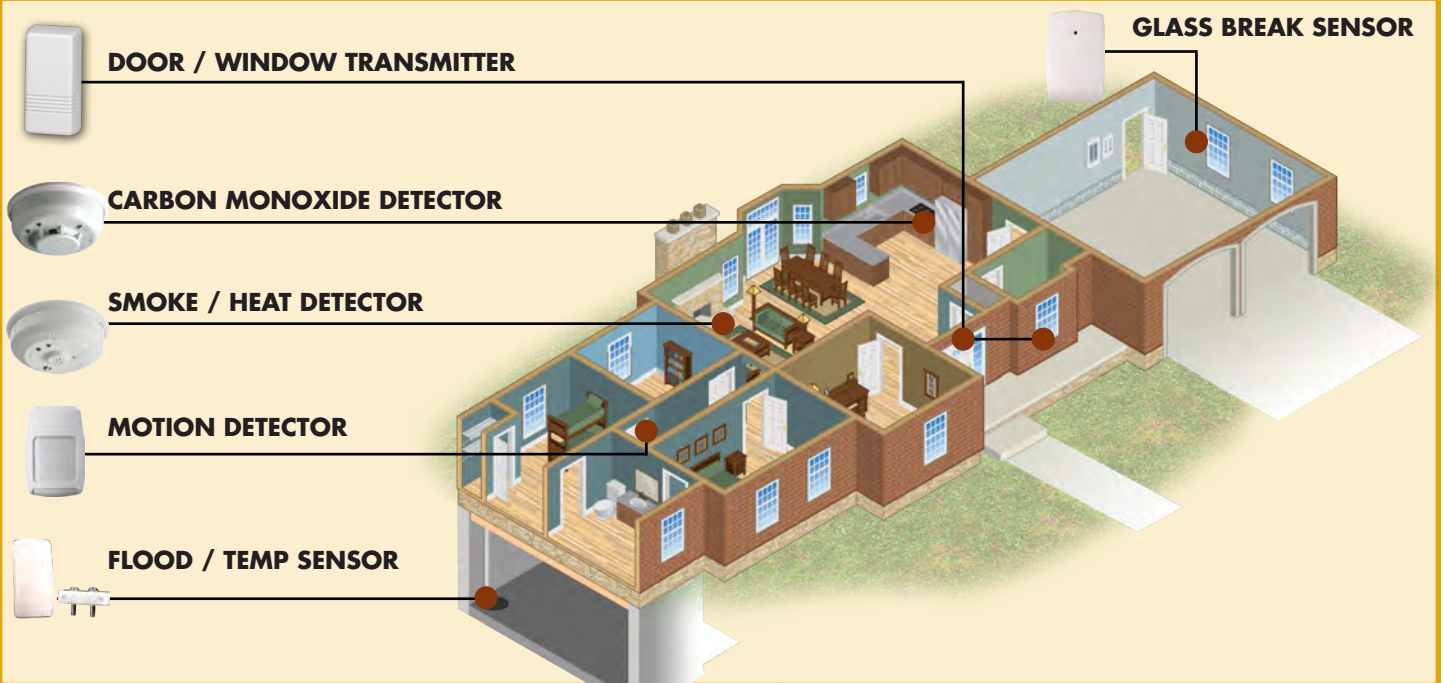 DOOR / WINDOW TRANSMITTER
GLASS BREAK SENSOR
CARBON MONOXIDE DETECTOR
SMOKE / HEAT DETECTOR
MOTION DETECTOR
FLOOD / TEMP SENSOR